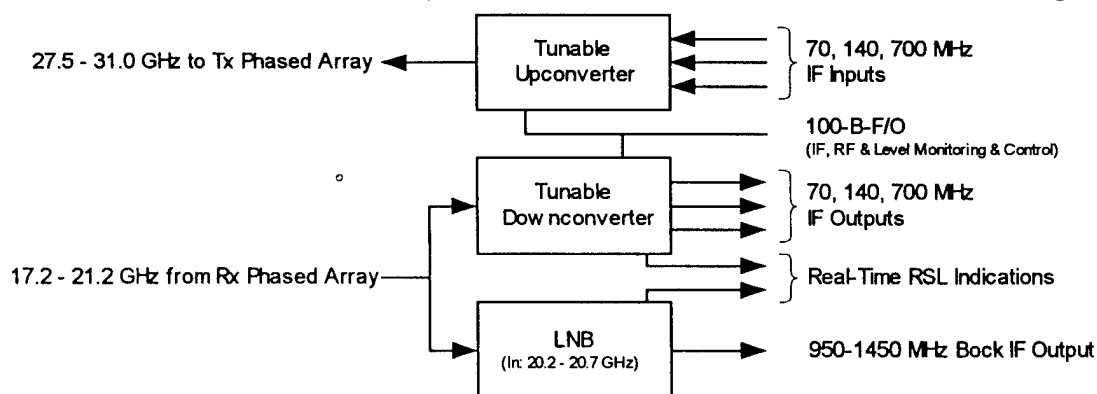 Tunable
Upconverter
27.5 - 31.0 GHz to Tx Phased Array
70, 140, 700 MHz
IF Inputs
100-B-F/O
(IF, RF & Level Monitoring & Control)
Tunable
Downconverter
70, 140, 700 MHz
IF Outputs
17.2 - 21.2 GHz from Rx Phased Array
Real-Time RSL Indications
LNB
(In: 20.2 - 20.7 GHz)
950-1450 MHz Bock IF Output